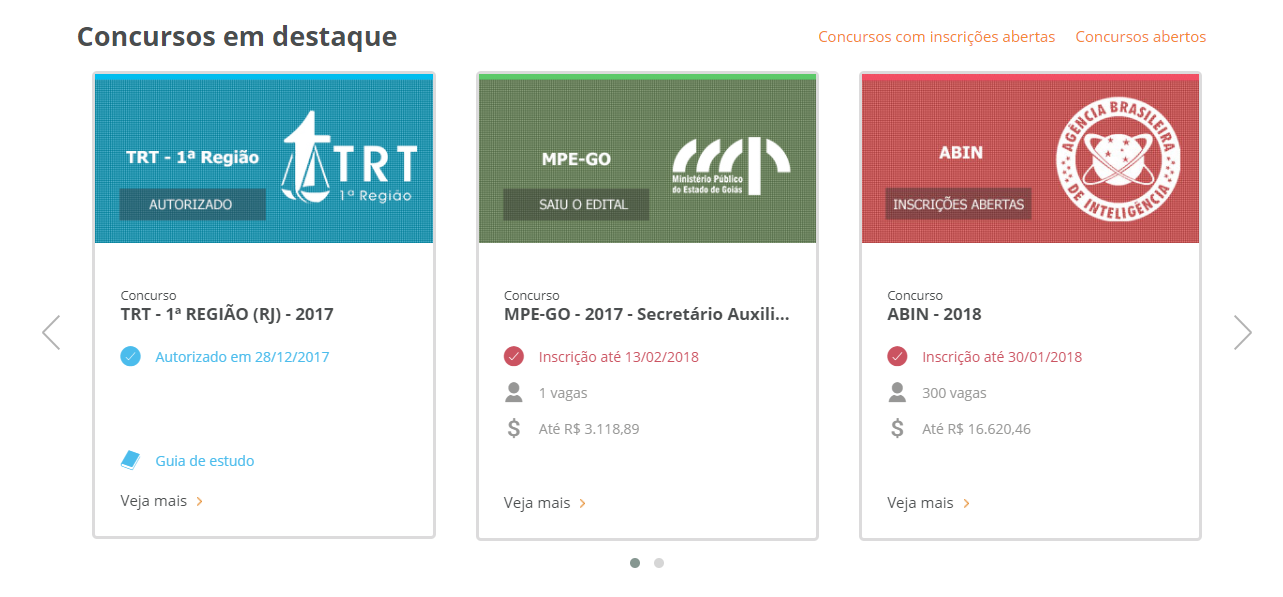 Concursos em destaque
Concursos com inscrições abertas
Concursos abertos
TRT - 1ª Região
AUTORIZADO
TRT
1ª Região
Concurso
TRT - 1ª REGIÃO (RJ) - 2017
Autorizado em 28/12/2017
Guia de estudo
Veja mais
MPE-GO
SAIU O EDITAL
Ministério Público
do Estado de Goiás
Concurso
MPE-GO - 2017 - Secretário Auxili...
Inscrição até 13/02/2018
1 vagas
Até R$ 3.118,89
Veja mais
ABIN
INSCRIÇÕES ABERTAS
AGÊNCIA BRASILEIRA
DE INTELIGÊNCIA
Concurso
ABIN - 2018
Inscrição até 30/01/2018
300 vagas
Até R$ 16.620,46
Veja mais